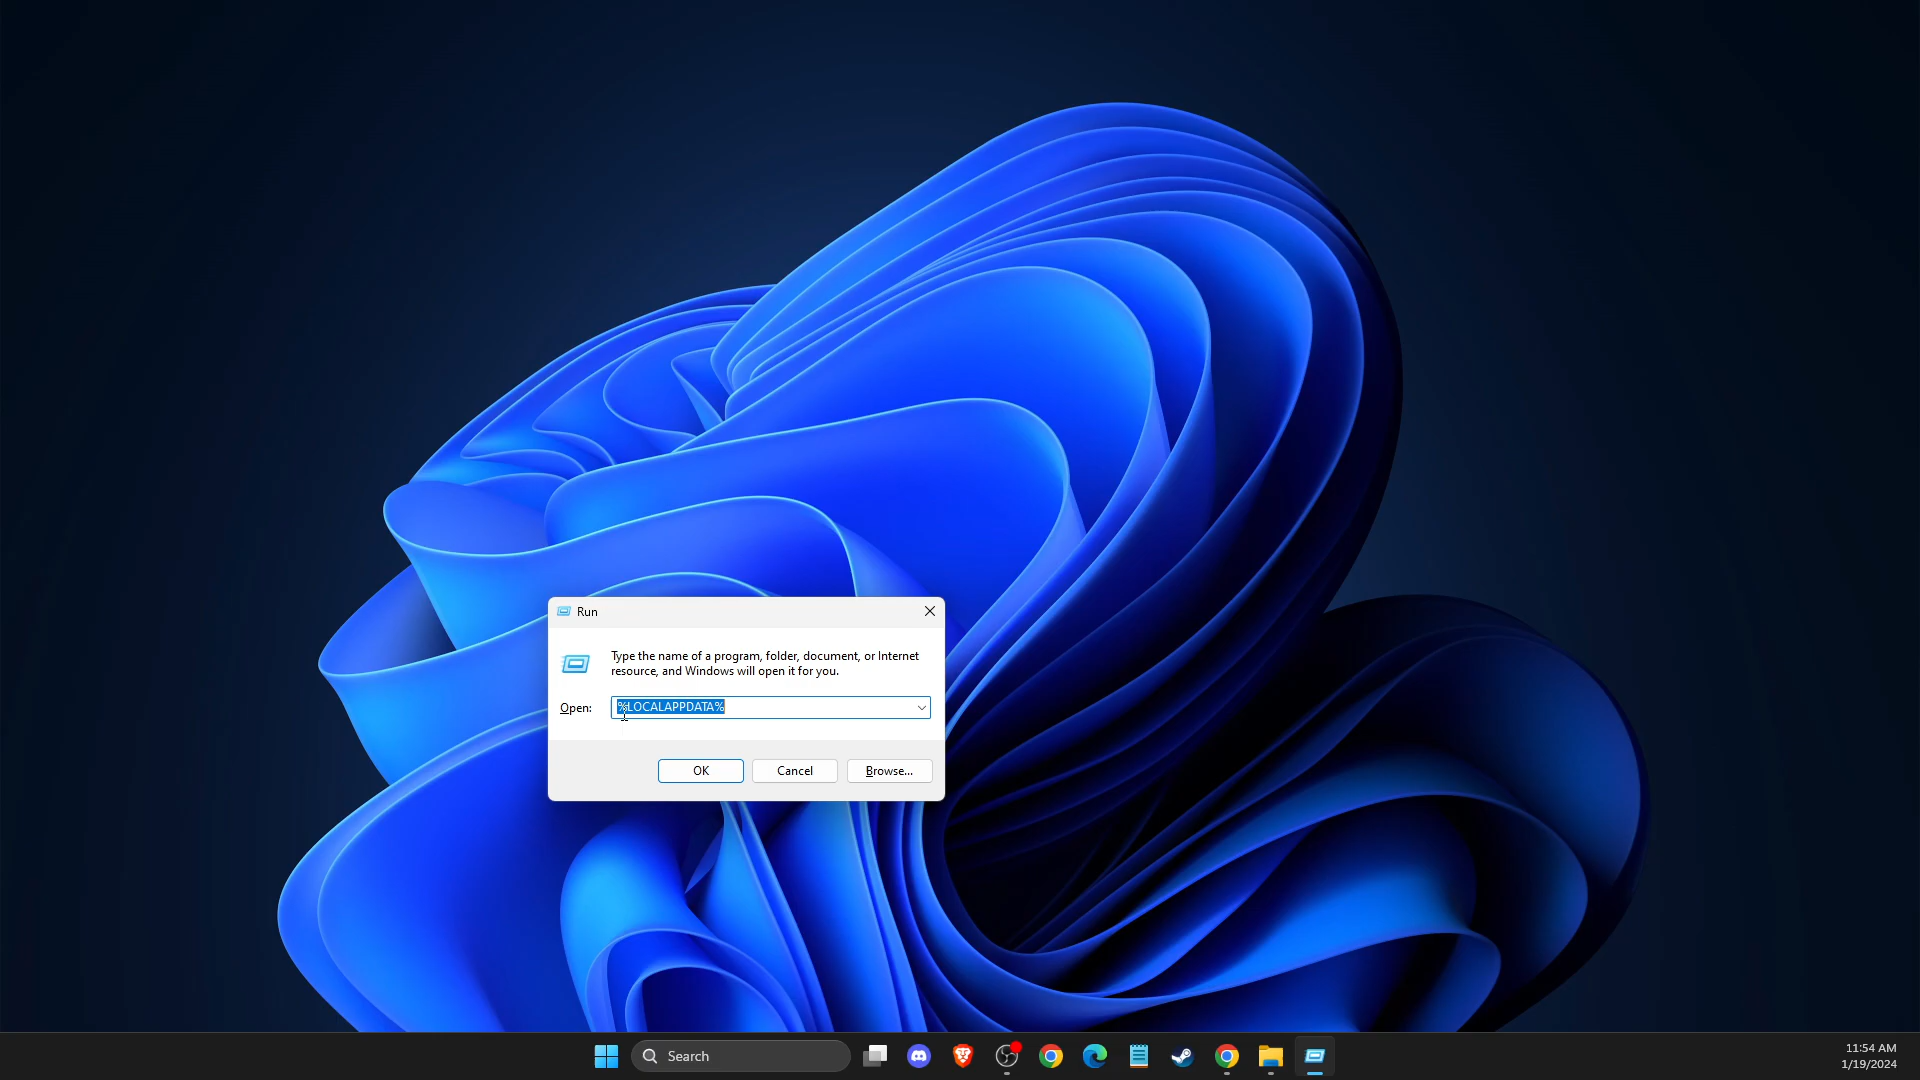 Run
Type the name of a program, folder, document, or Internet
resource, and Windows will open it for you.
Open:
%LOCALAPPDATA%
OK
Cancel
Browse...
Search
11:54 AM
1/19/2024